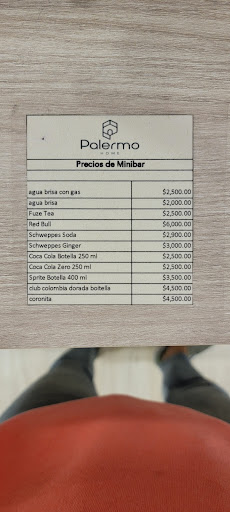 Palermo
HOME
Precios de Minibar
agua brisa con gas $2,500.00
agua brisa $2,000.00
Fuze Tea $2,500.00
Red Bull $6,000.00
Schweppes Soda $2,900.00
Schweppes Ginger $3,000.00
Coca Cola Botella 250 ml $2,500.00
Coca Cola Zero 250 ml $2,500.00
Sprite Botella 400 ml $3,500.00
club colombia dorada botella $4,500.00
coronita $4,500.00